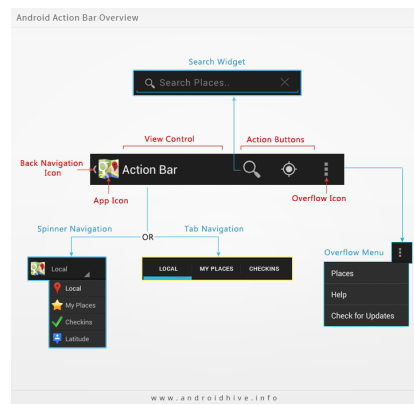 Android Action Bar Overview
Search Widget
Search Places..
View Control
Action Buttons
Back Navigation
Icon
Action Bar
App Icon
Overflow Icon
Spinner Navigation
OR
Tab Navigation
Overflow Menu
Local
LOCAL
MY PLACES
CHECKINS
Local
My Places
Checkins
Latitude
Places
Help
Check for Updates
www.androidhive.info